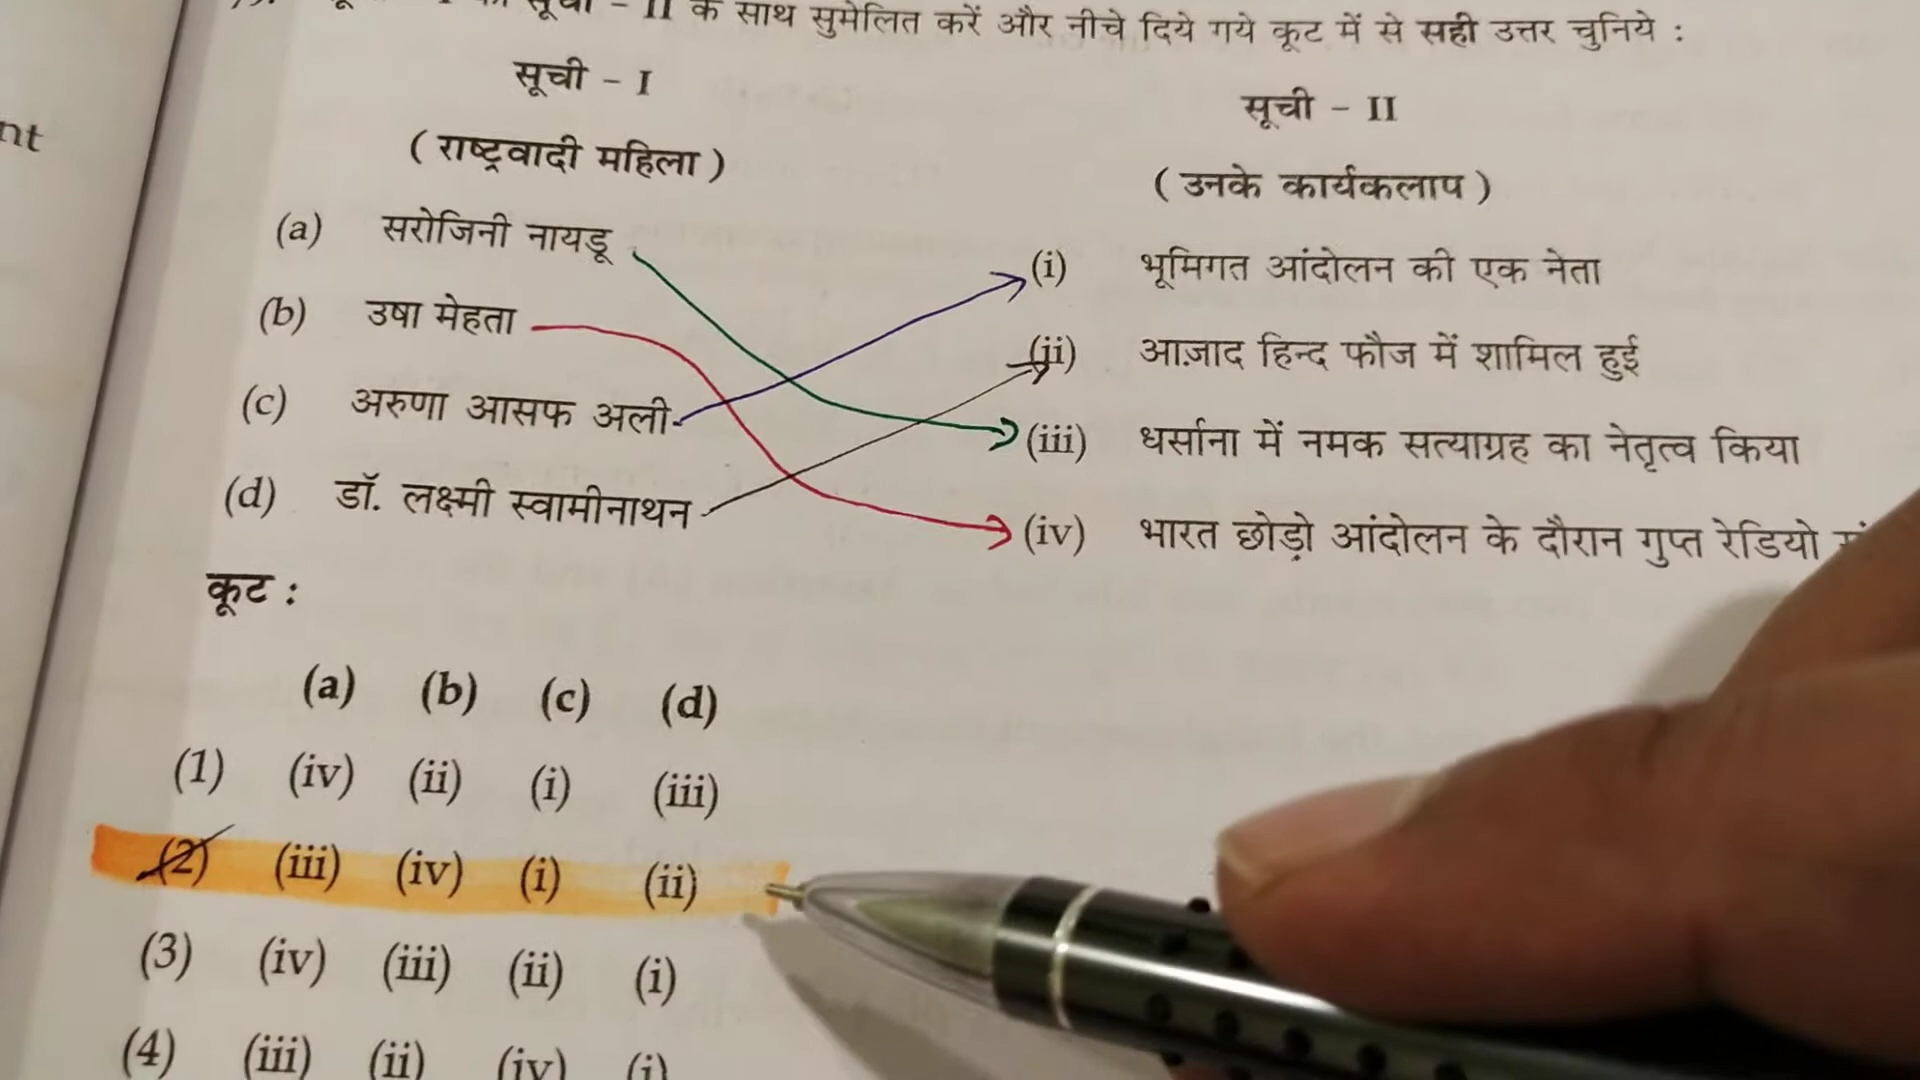 nt
- I को सूची - II के साथ सुमेलित करें और नीचे दिये गये कूट में से सही उत्तर चुनिये :
सूची - I
सूची - II
( राष्ट्रवादी महिला )
( उनके कार्यकलाप )
(a) सरोजिनी नायडू
(i) भूमिगत आंदोलन की एक नेता
(b) उषा मेहता
(ii) आज़ाद हिन्द फौज में शामिल हुई
(c) अरुणा आसफ अली
(iii) धर्साना में नमक सत्याग्रह का नेतृत्व किया
(d) डॉ. लक्ष्मी स्वामीनाथन
(iv) भारत छोड़ो आंदोलन के दौरान गुप्त रेडियो
कूट :
(a) (b) (c) (d)
(1) (iv) (ii) (i) (iii)
(2) (iii) (iv) (i) (ii)
(3) (iv) (iii) (ii) (i)
(4) (iii) (ii) (iv) (i)